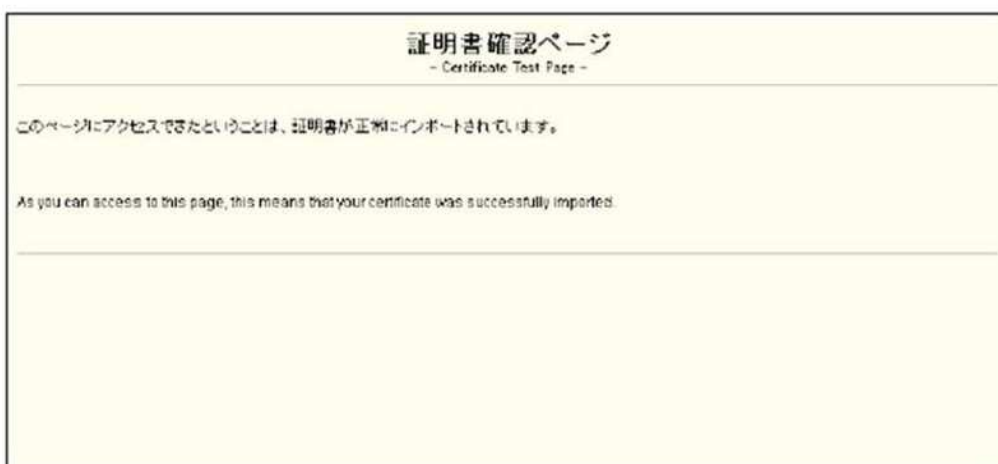 証明書確認ページ
- Certificate Test Page -
このページにアクセスできたということは、証明書が正常にインポートされています。
As you can access to this page, this means that your certificate was successfully imported.